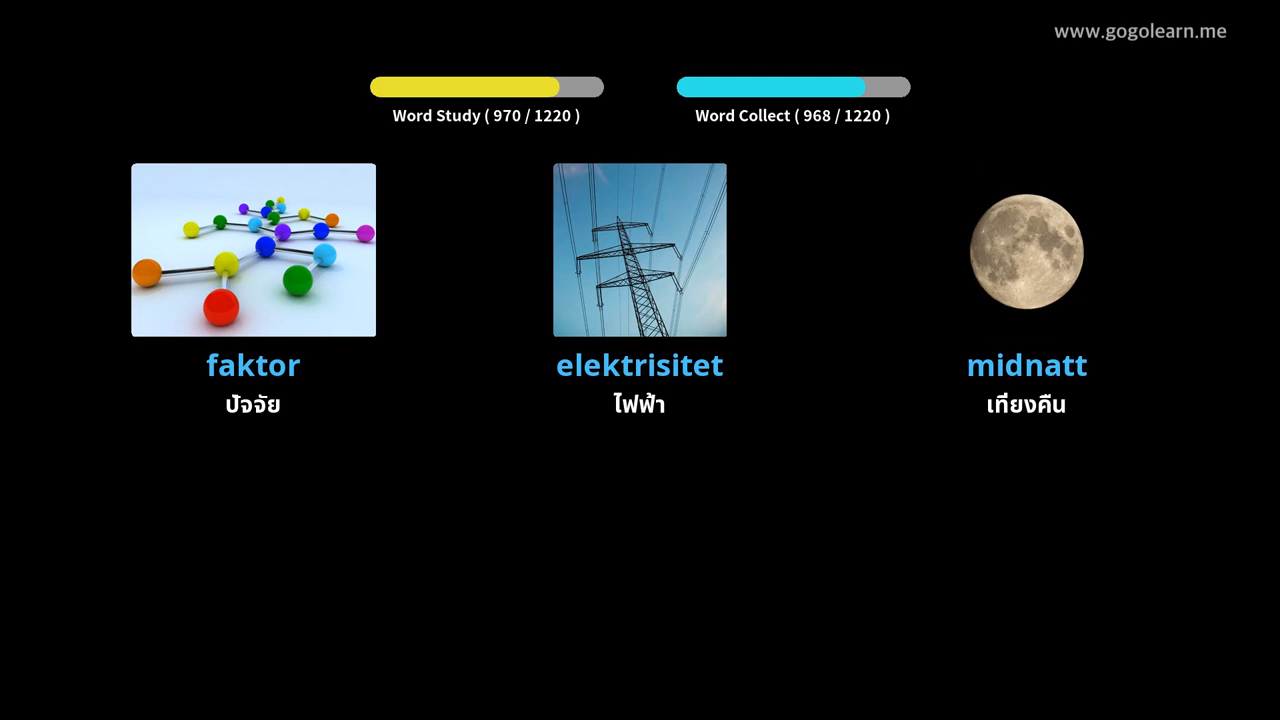 www.gogolearn.me
Word Study ( 970 / 1220 )
Word Collect ( 968 / 1220 )
faktor
ปัจจัย
elektrisitet
ไฟฟ้า
midnatt
เที่ยงคืน